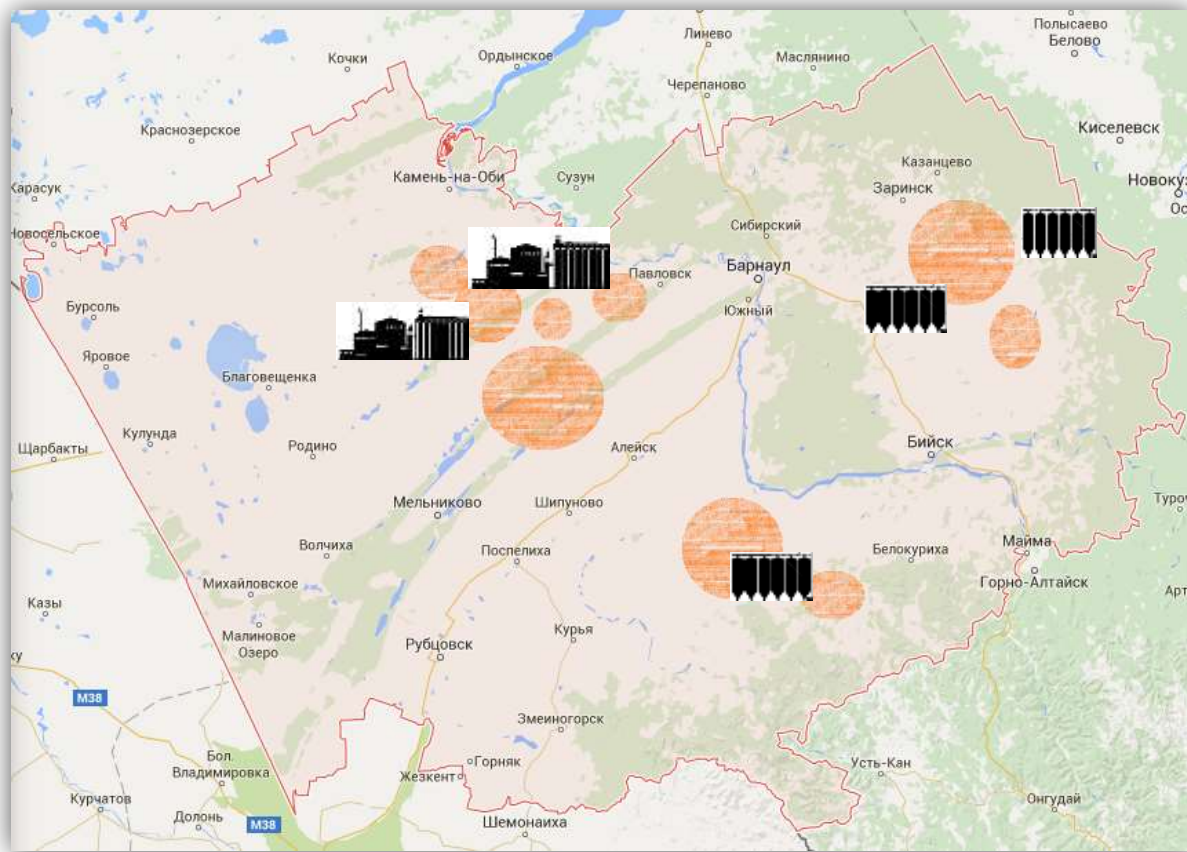 Полысаево
Линево
Белово
Кочки
Ордынское
Маслянино
Черепаново
Краснозерское
Киселевск
Казанцево
Камень-на-Оби
Сузун
Заринск
Карасук
Новоку
Ос
Сибирский
Новосельское
Барнаул
Павловск
Бурсоль
Южный
Яровое
Благовещенка
Кулунда
Родино
Алейск
Бийск
Щарбакты
Мельниково
Шипуново
Туроч
Волчиха
Поспелиха
Белокуриха
Майма
Михайловское
Горно-Алтайск
Арт
Казы
Малиновое
Озеро
Рубцовск
Курья
ку
М38
Змеиногорск
Бол.
Владимировка
Жезкент
Горняк
Усть-Кан
Курчатов
Долонь
М38
Шемонаиха
Онгудай